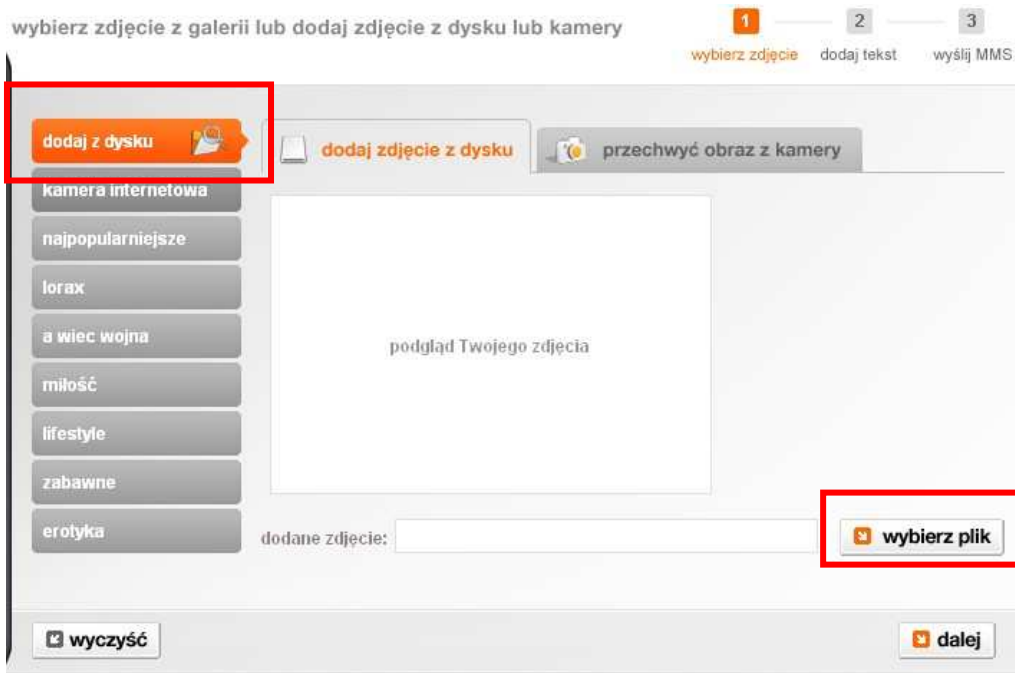 wybierz zdjęcie z galerii lub dodaj zdjęcie z dysku lub kamery
1
2
3
wybierz zdjęcie
dodaj tekst
wyślij MMS
dodaj z dysku
dodaj zdjęcie z dysku
przechwyć obraz z kamery
kamera internetowa
najpopularniejsze
lorax
a wiec wojna
miłość
lifestyle
zabawne
erotyka
podgląd Twojego zdjęcia
dodane zdjęcie:
wybierz plik
wyczyść
dalej